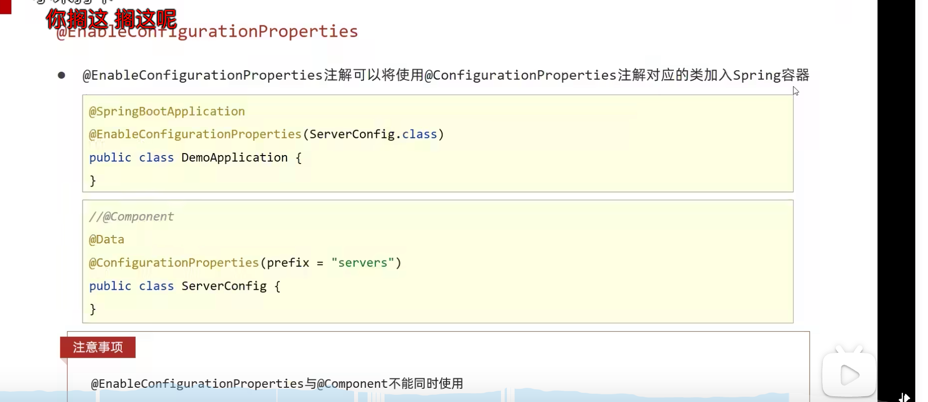 你搁这 搁这呢
@EnableConfigurationProperties
● @EnableConfigurationProperties注解可以将使用@ConfigurationProperties注解对应的类加入Spring容器
@SpringBootApplication
@EnableConfigurationProperties(ServerConfig.class)
public class DemoApplication {
}
//@Component
@Data
@ConfigurationProperties(prefix = "servers")
public class ServerConfig {
}
注意事项
@EnableConfigurationProperties与@Component不能同时使用